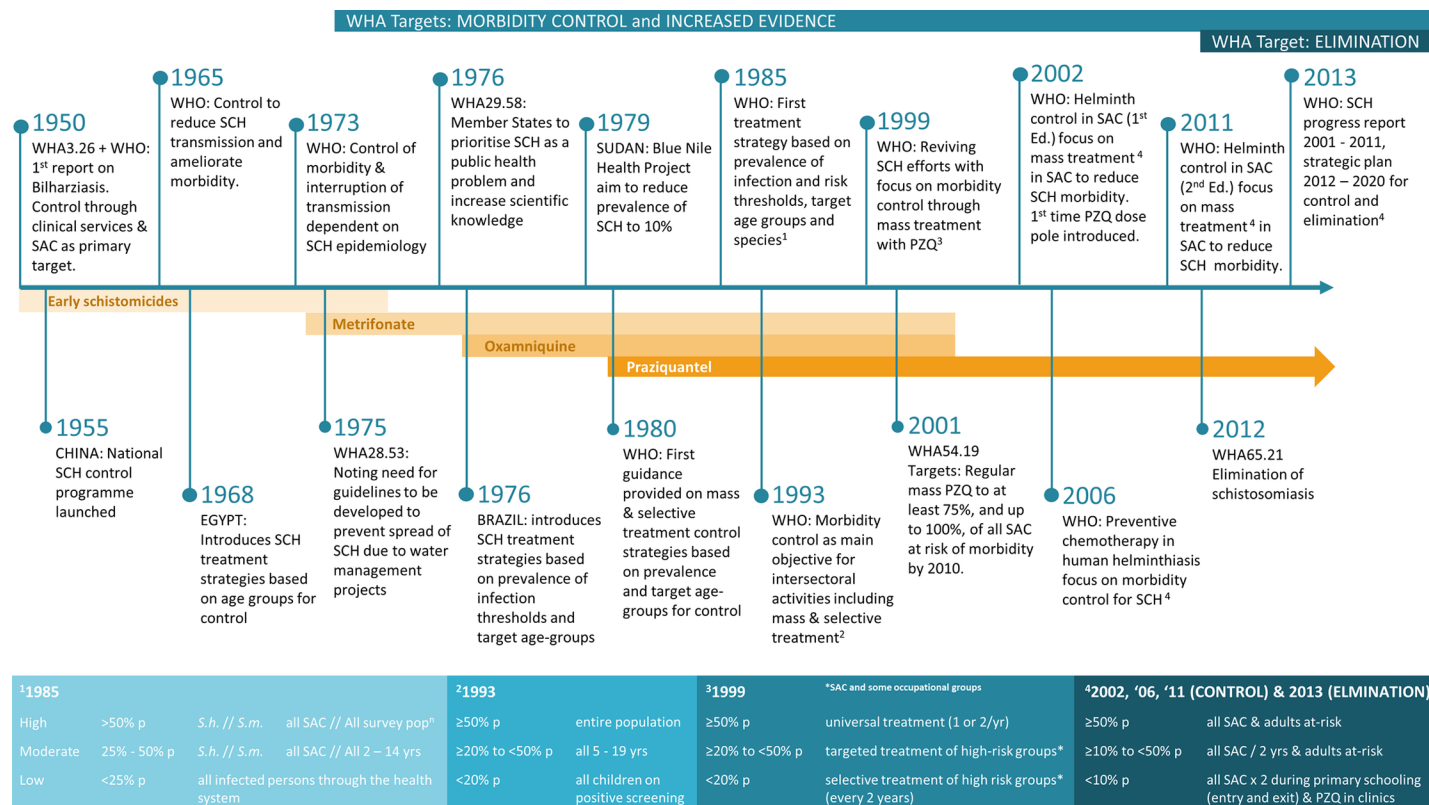 WHA Targets: MORBIDITY CONTROL and INCREASED EVIDENCE
WHA Target: ELIMINATION
1950
WHA3.26 + WHO:
1st report on
Bilharziasis.
Control through
clinical services &
SAC as primary
target.
1965
WHO: Control to
reduce SCH
transmission and
ameliorate
morbidity.
1973
WHO: Control of
morbidity &
interruption of
transmission
dependent on
SCH epidemiology
1976
WHA29.58:
Member States to
prioritise SCH as a
public health
problem and
increase scientific
knowledge
1979
SUDAN: Blue Nile
Health Project
aim to reduce
prevalence of
SCH to 10%
1985
WHO: First
treatment
strategy based on
prevalence of
infection and risk
thresholds, target
age groups and
species1
1999
WHO: Reviving
SCH efforts with
focus on morbidity
control through
mass treatment
with PZQ3
2002
WHO: Helminth
control in SAC (1st
Ed.) focus on
mass treatment 4
in SAC to reduce
SCH morbidity.
1st time PZQ dose
pole introduced.
2011
WHO: Helminth
control in SAC
(2nd Ed.) focus
on mass
treatment 4 in
SAC to reduce
SCH morbidity.
2013
WHO: SCH
progress report
2001 - 2011,
strategic plan
2012 – 2020 for
control and
elimination4
Early schistomicides
Metrifonate
Oxamniquine
Praziquantel
1955
CHINA: National
SCH control
programme
launched
1968
EGYPT:
Introduces SCH
treatment
strategies based
on age groups for
control
1975
WHA28.53:
Noting need for
guidelines to be
developed to
prevent spread of
SCH due to water
management
projects
1976
BRAZIL: introduces
SCH treatment
strategies based
on prevalence of
infection
thresholds and
target age-groups
1980
WHO: First
guidance
provided on mass
& selective
treatment control
strategies based
on prevalence
and target age-
groups for control
1993
WHO: Morbidity
control as main
objective for
intersectoral
activities including
mass & selective
treatment2
2001
WHA54.19
Targets: Regular
mass PZQ to at
least 75%, and up
to 100%, of all SAC
at risk of morbidity
by 2010.
2006
WHO: Preventive
chemotherapy in
human helminthiasis
focus on morbidity
control for SCH 4
2012
WHA65.21
Elimination of
schistosomiasis
1 1985
High >50% p S.h. // S.m. all SAC // All survey popn
Moderate 25% - 50% p S.h. // S.m. all SAC // All 2 – 14 yrs
Low <25% p all infected persons through the health
system
2 1993
≥50% p entire population
≥20% to <50% p all 5 - 19 yrs
<20% p all children on
positive screening
3 1999 *SAC and some occupational groups
≥50% p universal treatment (1 or 2/yr)
≥20% to <50% p targeted treatment of high-risk groups*
<20% p selective treatment of high risk groups*
(every 2 years)
4 2002, ‘06, ‘11 (CONTROL) & 2013 (ELMINATION)
≥50% p all SAC & adults at-risk
≥10% to <50% p all SAC / 2 yrs & adults at-risk
<10% p all SAC x 2 during primary schooling
(entry and exit) & PZQ in clinics